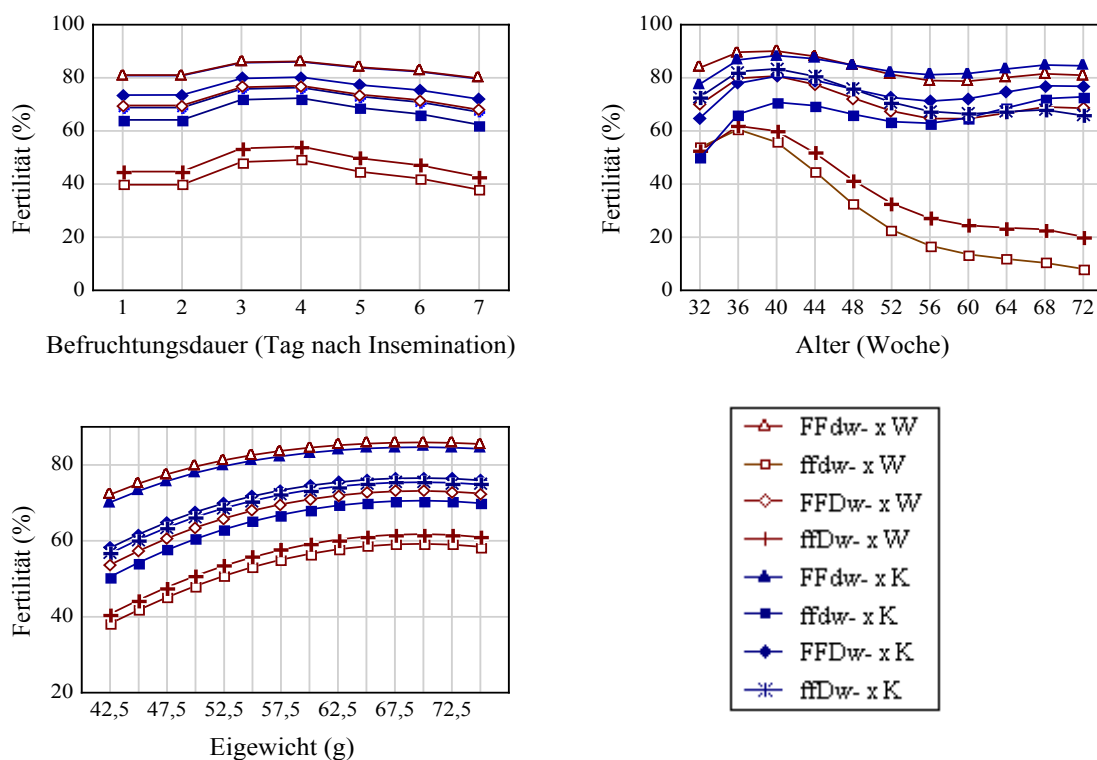 100
80
60
40
20
0
Fertilität (%)
1 2 3 4 5 6 7
Befruchtungsdauer (Tag nach Insemination)
100
80
60
40
20
0
Fertilität (%)
32 36 40 44 48 52 56 60 64 68 72
Alter (Woche)
80
60
40
20
Fertilität (%)
42,5 47,5 52,5 57,5 62,5 67,5 72,5
Eigewicht (g)
FFdw- x W
ffdw- x W
FFDw- x W
ffDw- x W
FFdw- x K
ffdw- x K
FFDw- x K
ffDw- x K